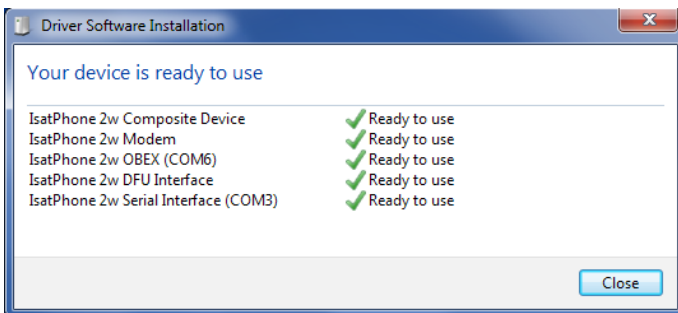 Driver Software Installation
Your device is ready to use
IsatPhone 2w Composite Device Ready to use
IsatPhone 2w Modem Ready to use
IsatPhone 2w OBEX (COM6) Ready to use
IsatPhone 2w DFU Interface Ready to use
IsatPhone 2w Serial Interface (COM3) Ready to use
Close